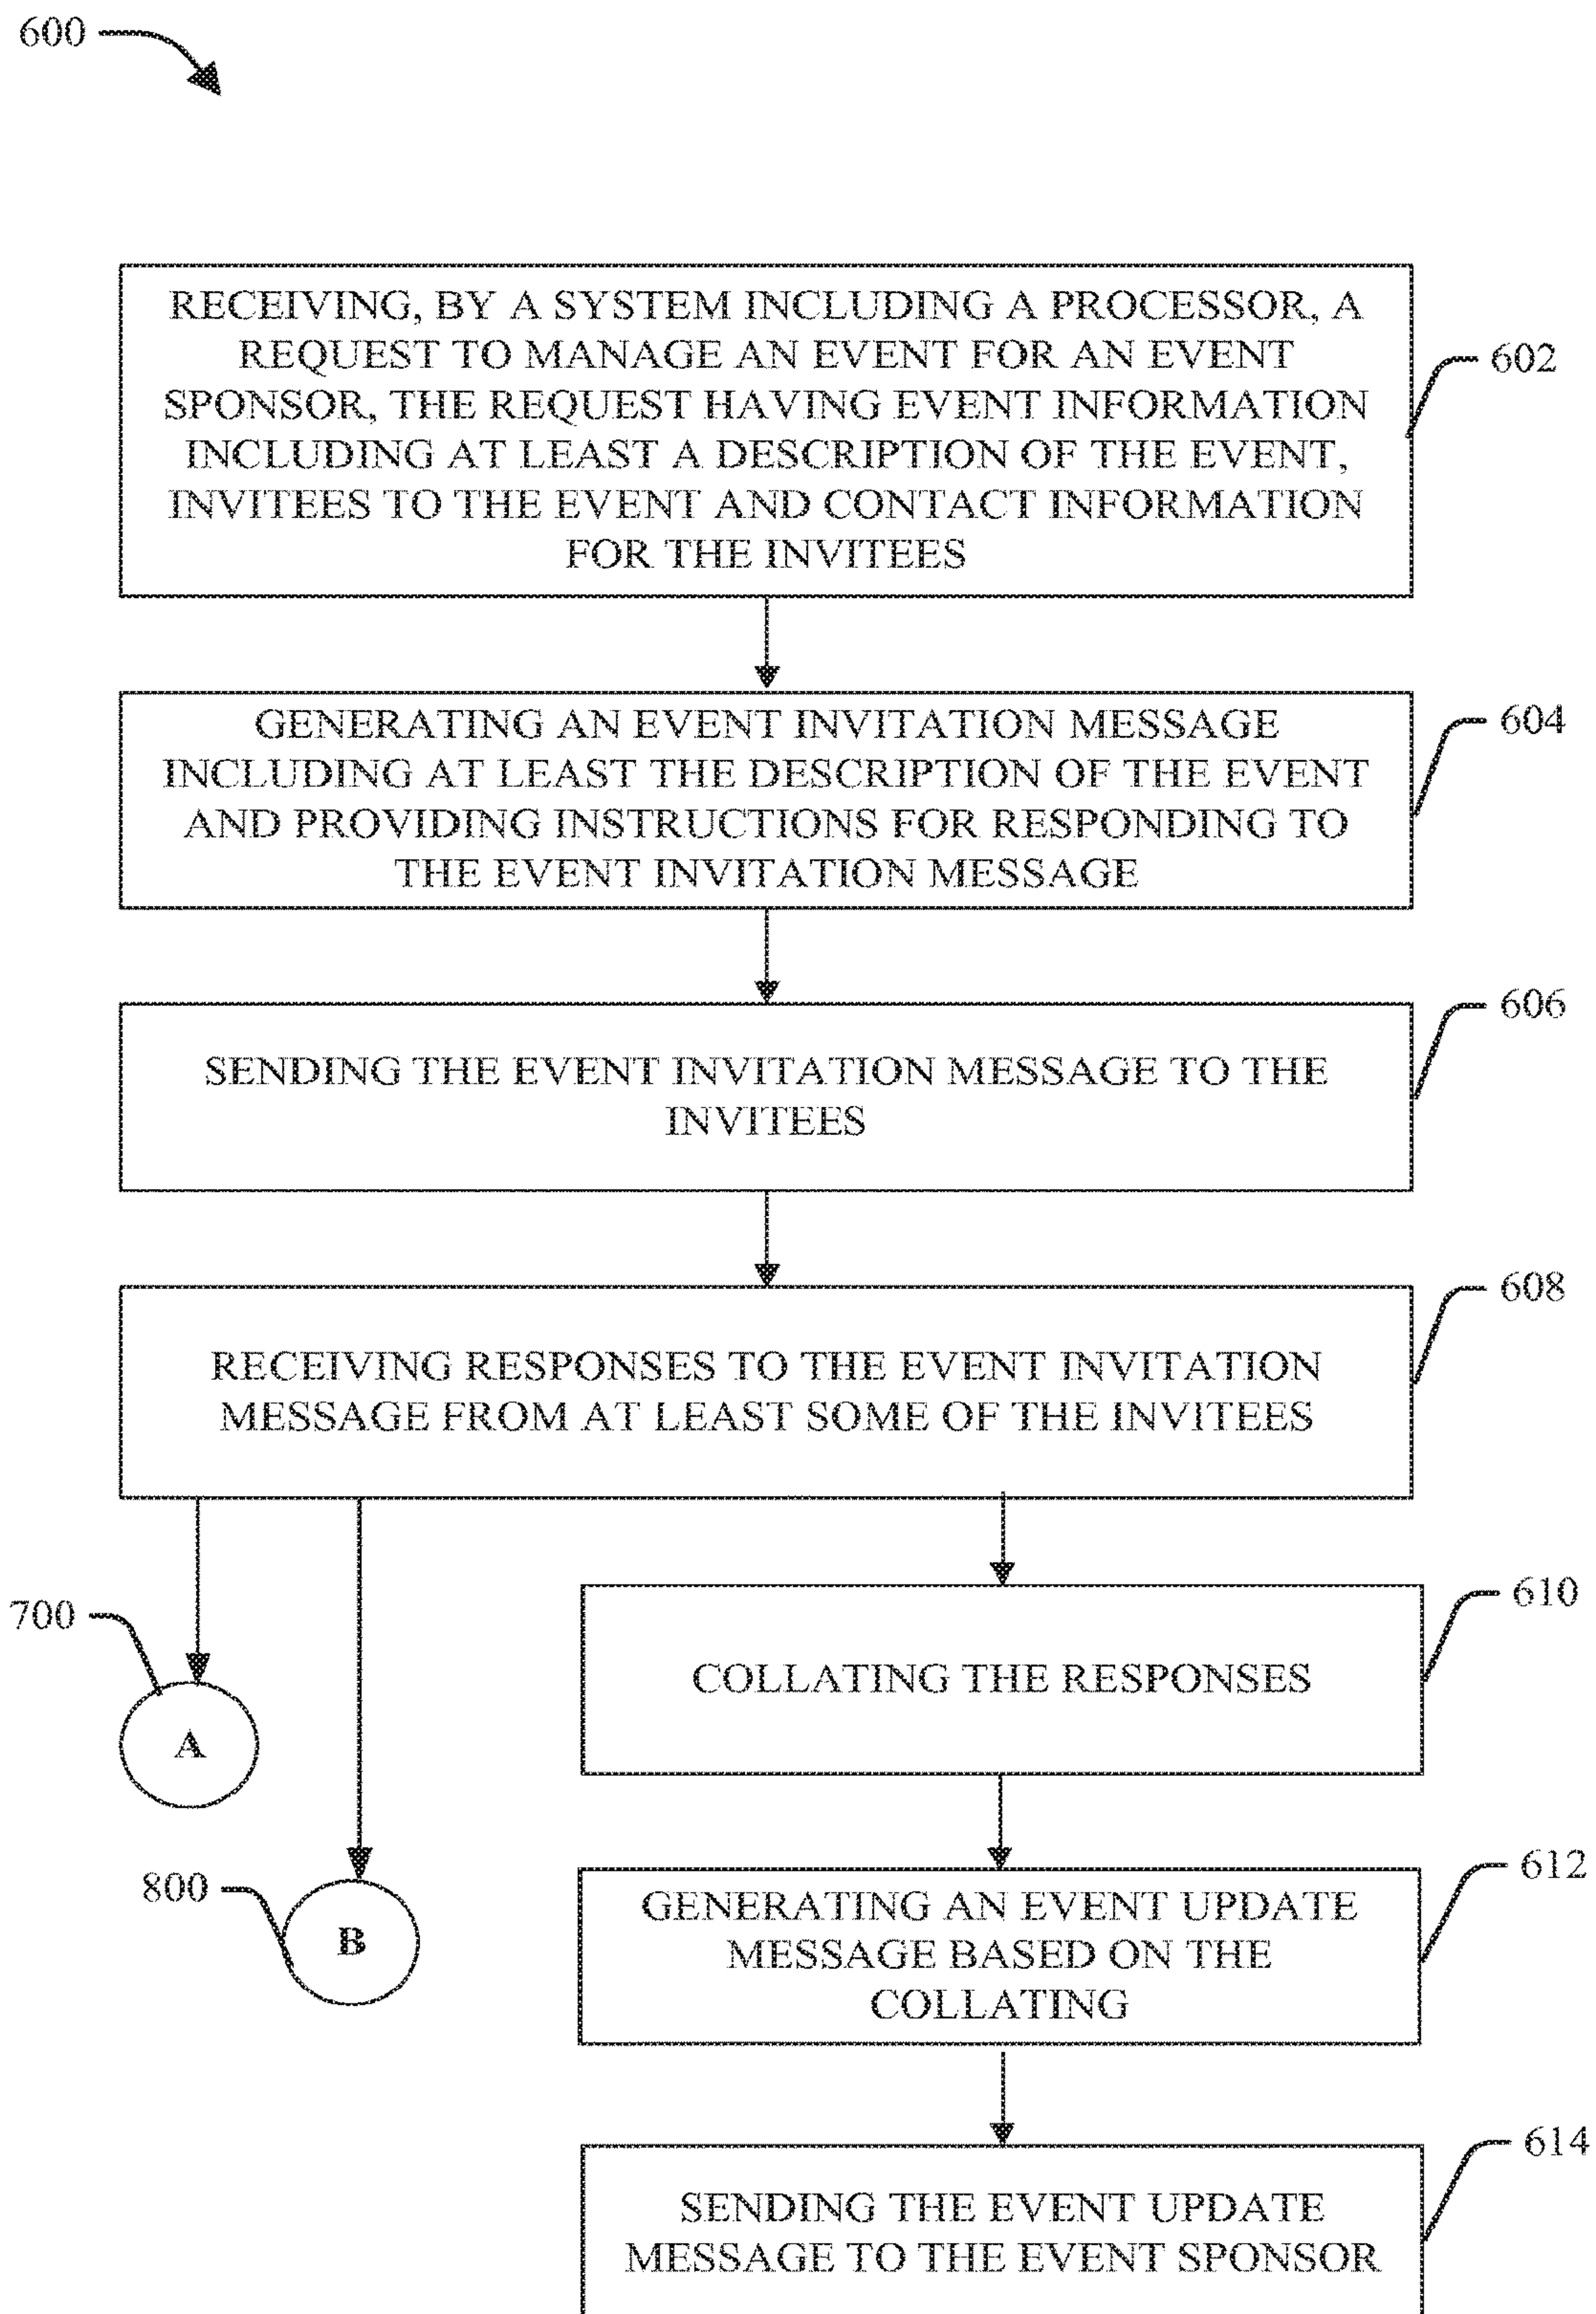 600
RECEIVING, BY A SYSTEM INCLUDING A PROCESSOR, A
REQUEST TO MANAGE AN EVENT FOR AN EVENT
SPONSOR, THE REQUEST HAVING EVENT INFORMATION
INCLUDING AT LEAST A DESCRIPTION OF THE EVENT,
INVITEES TO THE EVENT AND CONTACT INFORMATION
FOR THE INVITEES
602
GENERATING AN EVENT INVITATION MESSAGE
INCLUDING AT LEAST THE DESCRIPTION OF THE EVENT
AND PROVIDING INSTRUCTIONS FOR RESPONDING TO
THE EVENT INVITATION MESSAGE
604
SENDING THE EVENT INVITATION MESSAGE TO THE
INVITEES
606
RECEIVING RESPONSES TO THE EVENT INVITATION
MESSAGE FROM AT LEAST SOME OF THE INVITEES
608
700
A
800
B
COLLATING THE RESPONSES
610
GENERATING AN EVENT UPDATE
MESSAGE BASED ON THE
COLLATING
612
SENDING THE EVENT UPDATE
MESSAGE TO THE EVENT SPONSOR
614